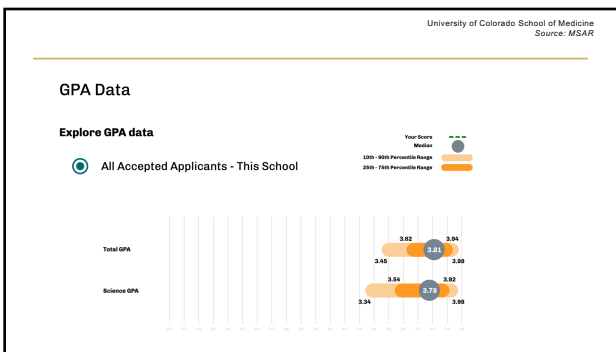 University of Colorado School of Medicine
Source: MSAR
GPA Data
Explore GPA data
All Accepted Applicants - This School
Your Score
Median
10th - 90th Percentile Range
25th - 75th Percentile Range
3.62 3.94
Total GPA 3.81
3.45 3.98
3.54 3.92
Science GPA 3.78
3.34 3.98